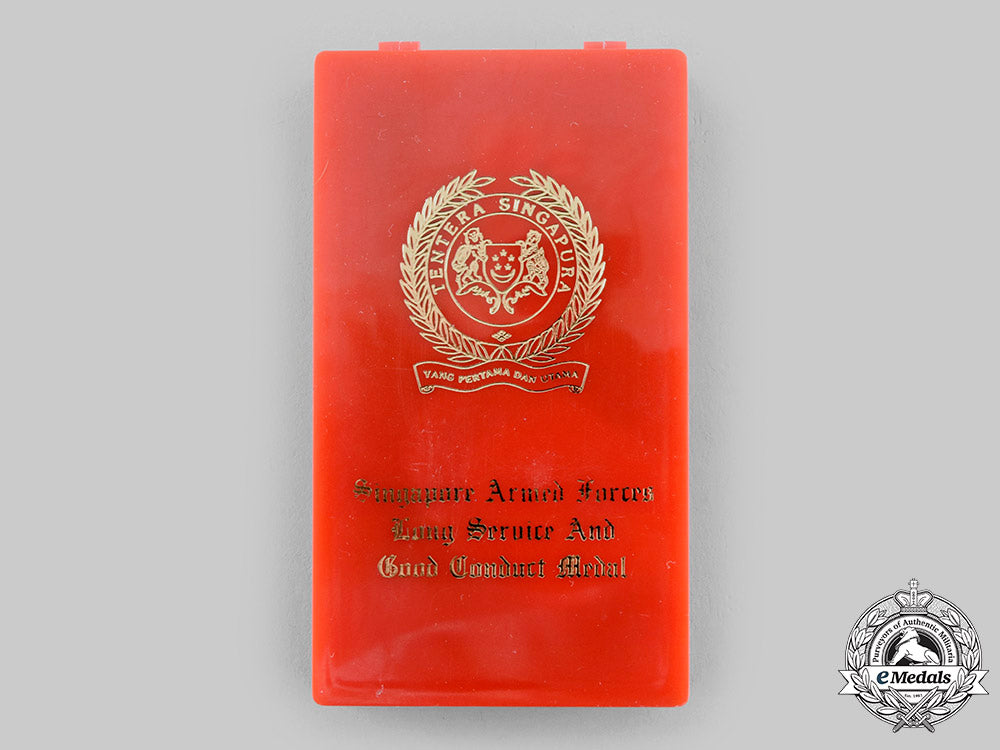 TENTERA SINGAPURA
YANG PERTAMA DAN UTAMA
Singapore Armed Forces
Long Service And
Good Conduct Medal
Purveyors of Authentic Militaria
eMedals